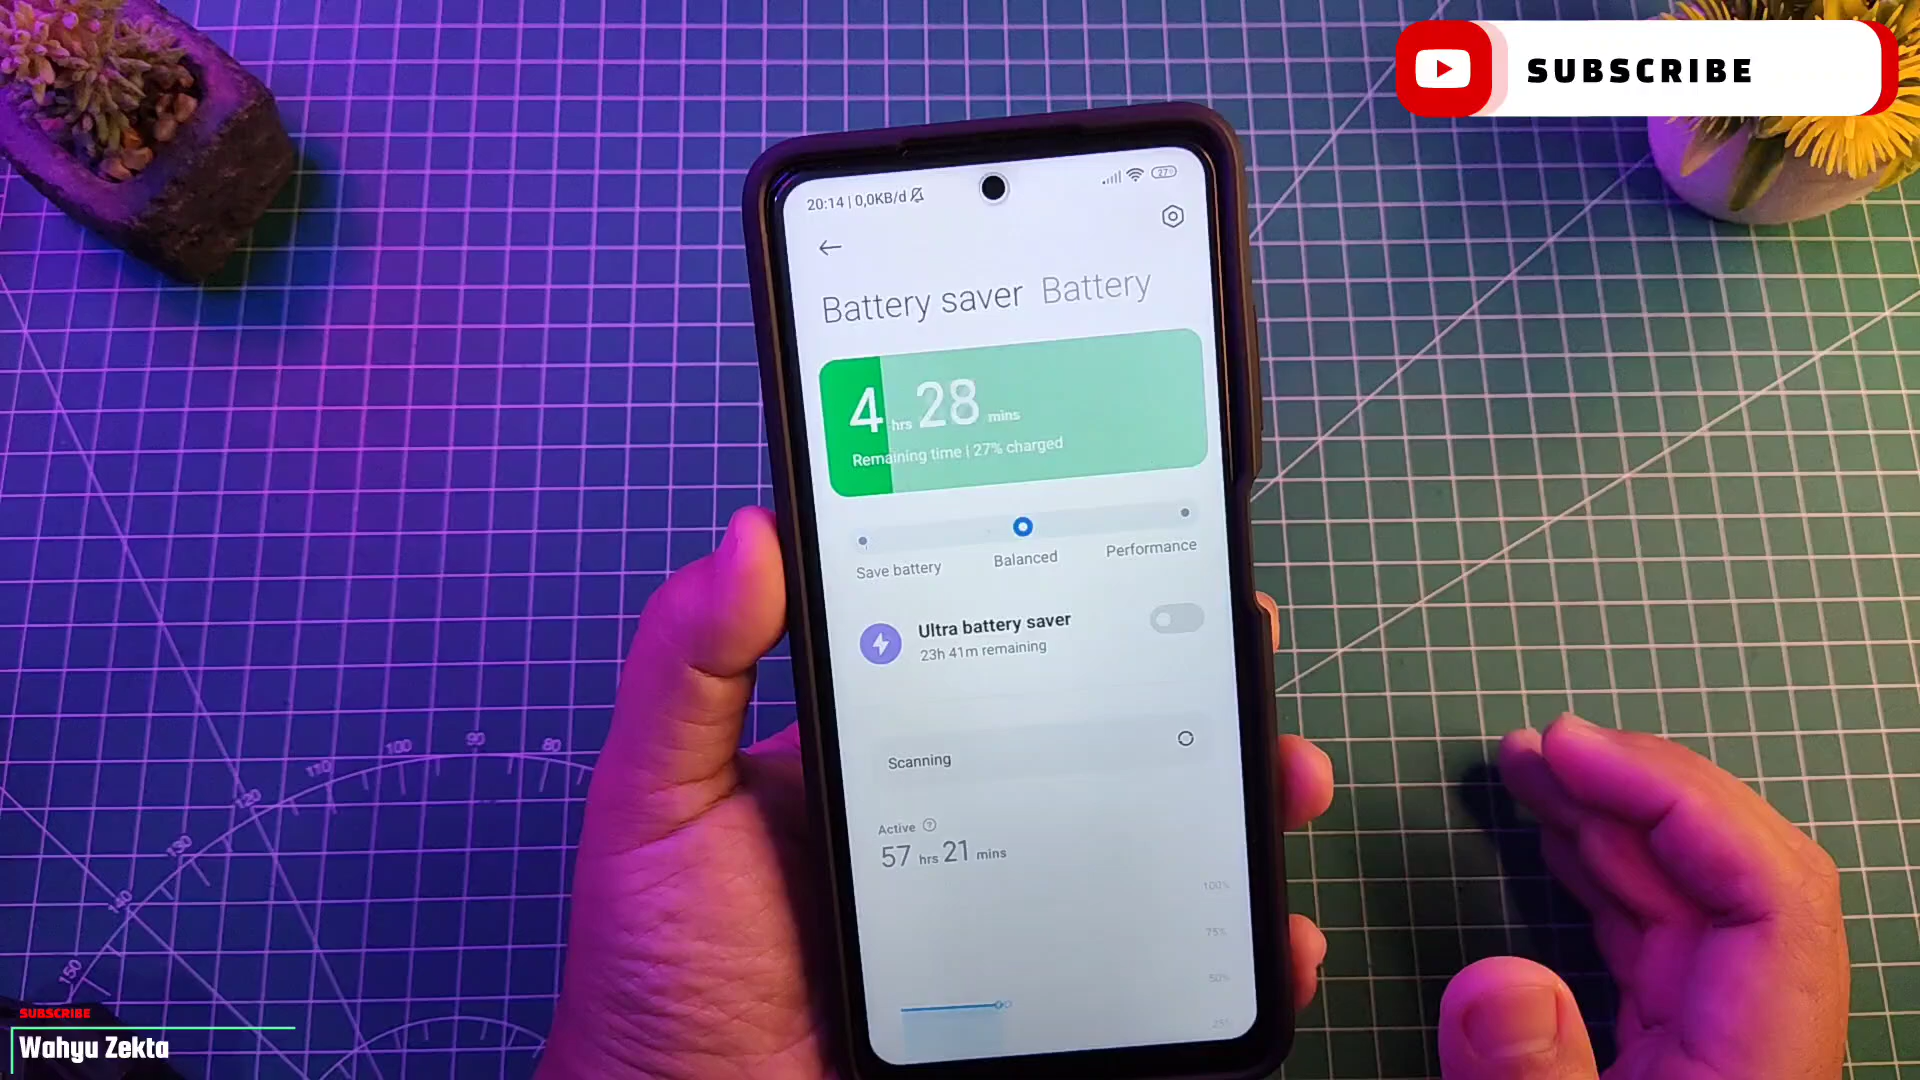 SUBSCRIBE
20:14 | 0,0KB/d
27
Battery saver Battery
4 hrs 28 mins
Remaining time | 27% charged
Save battery Balanced Performance
Ultra battery saver
23h 41m remaining
Scanning
Active ?
57 hrs 21 mins
100%
75%
50%
25%
80
90
100
110
120
130
140
150
SUBSCRIBE
Wahyu Zekta